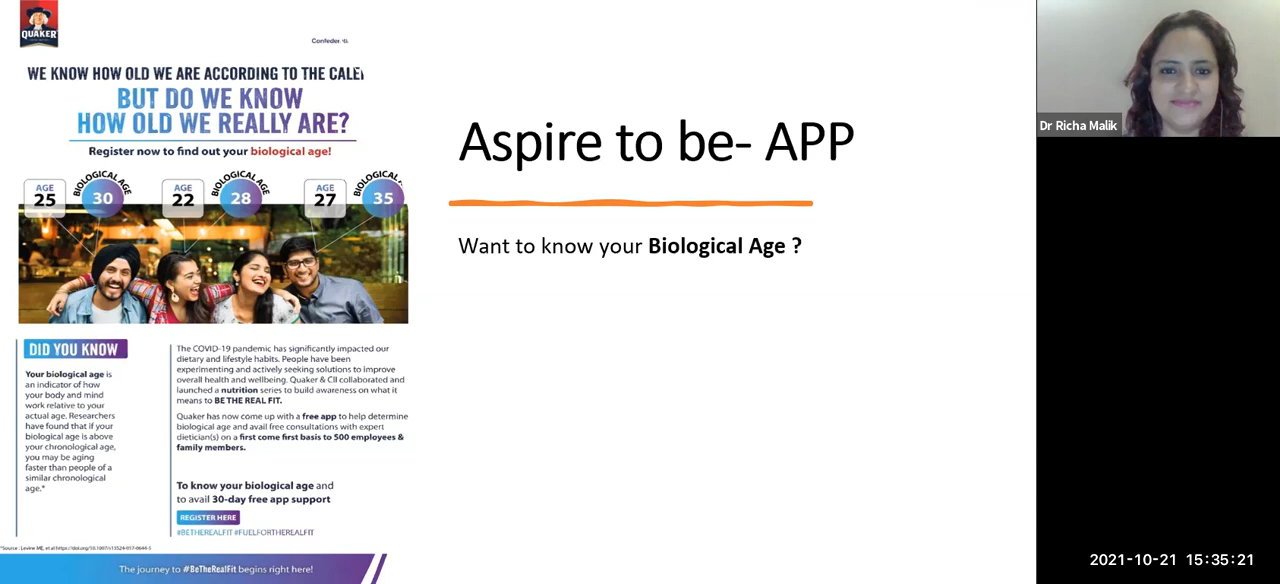 QUAKER
WE KNOW HOW OLD WE ARE ACCORDING TO THE
BUT DO WE KNOW
HOW OLD WE REALLY ARE?
Register now to find out your biological age!
AGE
25
BIOLOGICAL AGE
30
AGE
22
BIOLOGICAL AGE
28
AGE
27
BIOLOGICAL
35
DID YOU KNOW
Your biological age is
an indicator of how
your body and mind
work relative to your
actual age. Researchers
have found that if your
biological age is above
your chronological age,
you may be aging
faster than people of a
similar chronological
age.*
The COVID-19 pandemic has significantly impacted our
dietary and lifestyle habits. People have been
experimenting and actively seeking solutions to improve
overall health and wellbeing. Quaker & CII collaborated and
launched a nutrition series to build awareness on what it
means to BE THE REAL FIT.
Quaker has now come up with a free app to help determine
biological age and avail free consultations with expert
dietician(s) on a first come first basis to 500 employees &
family members.
To know your biological age and
to avail 30-day free app support
REGISTER HERE
#BETHEREALFIT #FUELFORTHEREALFIT
*Source : Levine ME, et al
The journey to #BeTheRealFit begins right here!
Aspire to be- APP
Want to know your Biological Age ?
Dr Richa Malik
2021-10-21 15:35:21